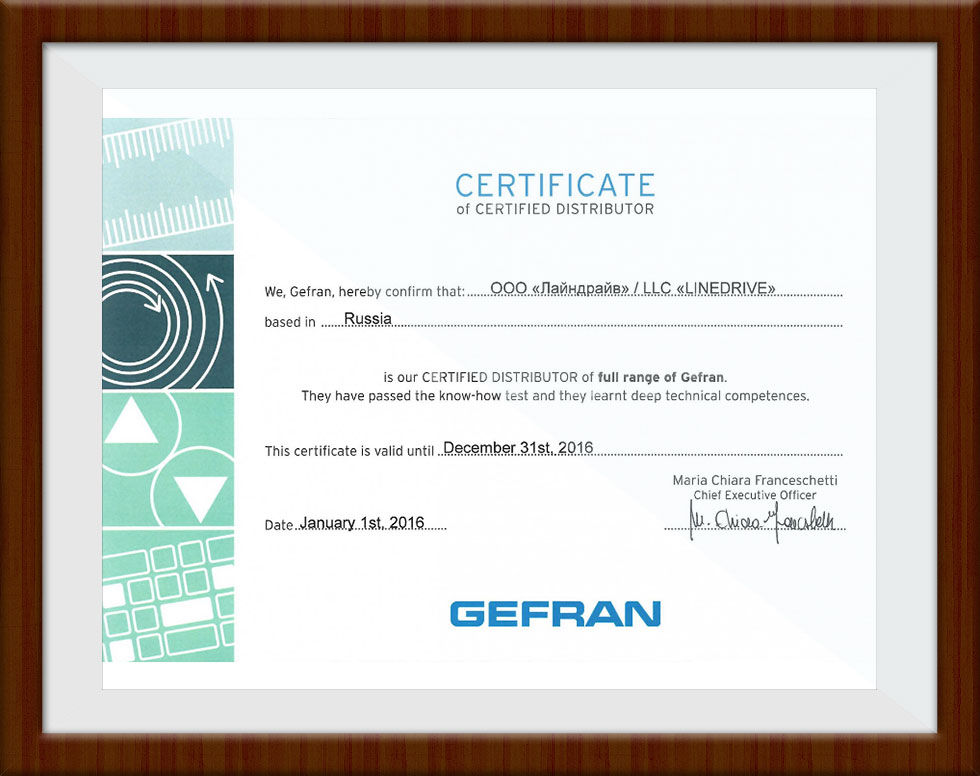 CERTIFICATE
of CERTIFIED DISTRIBUTOR
We, Gefran, hereby confirm that: ООО «Лайндрайв» / LLC «LINEDRIVE»
based in Russia
is our CERTIFIED DISTRIBUTOR of full range of Gefran.
They have passed the know-how test and they learnt deep technical competences.
This certificate is valid until December 31st, 2016
Maria Chiara Franceschetti
Chief Executive Officer
Date January 1st, 2016
M. Chiara Franceschetti
GEFRAN